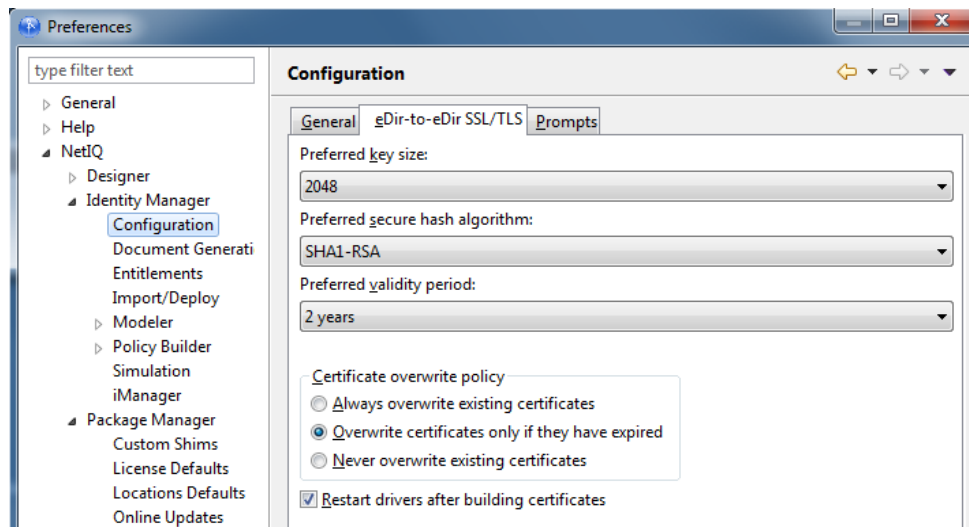 Preferences
type filter text
General
Help
NetIQ
Designer
Identity Manager
Configuration
Document Generati
Entitlements
Import/Deploy
Modeler
Policy Builder
Simulation
iManager
Package Manager
Custom Shims
License Defaults
Locations Defaults
Online Updates
Configuration
General eDir-to-eDir SSL/TLS Prompts
Preferred key size:
2048
Preferred secure hash algorithm:
SHA1-RSA
Preferred validity period:
2 years
Certificate overwrite policy
Always overwrite existing certificates
Overwrite certificates only if they have expired
Never overwrite existing certificates
Restart drivers after building certificates